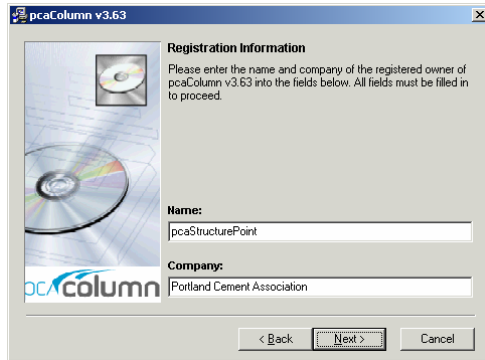 pcaColumn v3.63
Registration Information
Please enter the name and company of the registered owner of
pcaColumn v3.63 into the fields below. All fields must be filled in
to proceed.
Name:
pcaStructurePoint
Company:
pcacolumn
Portland Cement Association
< Back
Next >
Cancel